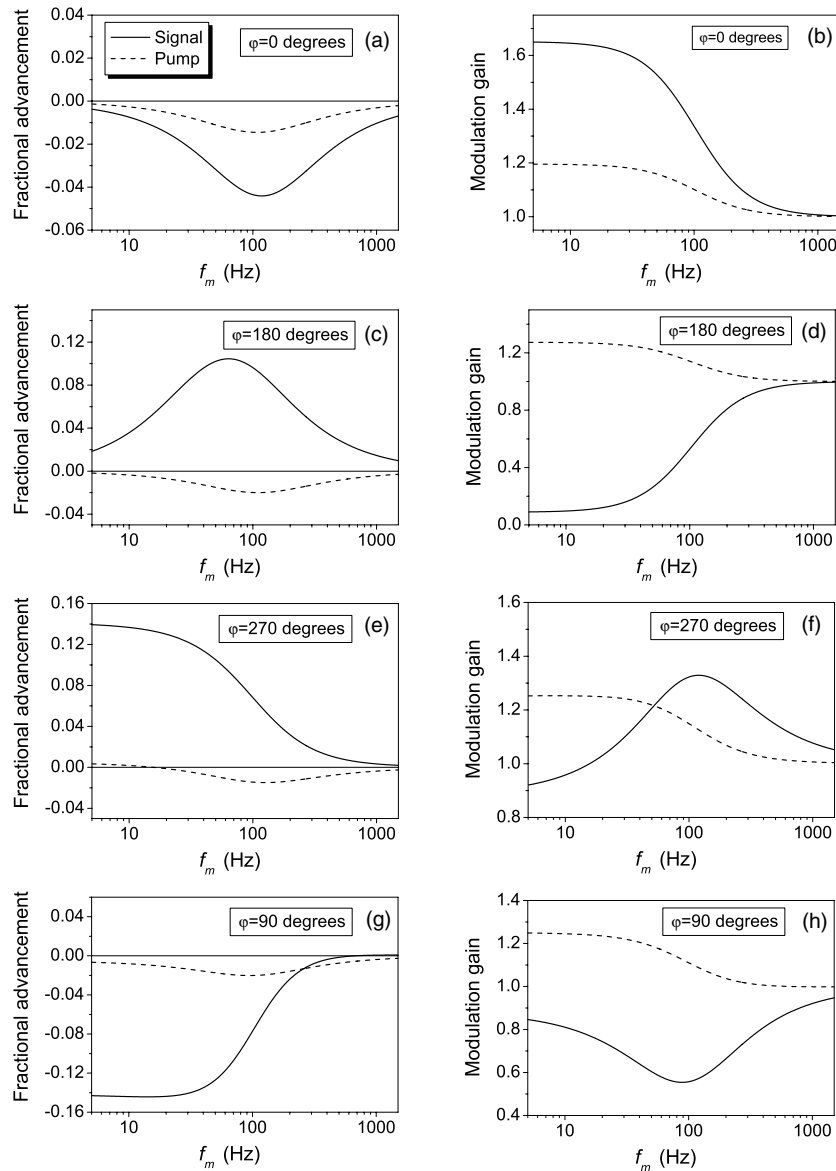 Fractional advancement
0.04
0.00
-0.02
-0.04
-0.06
Signal
Pump
φ=0 degrees
(a)
10
100
1000
f_m (Hz)
Modulation gain
1.6
1.4
1.2
1.0
φ=0 degrees
(b)
10
100
1000
f_m (Hz)
Fractional advancement
0.12
0.08
0.04
0.00
-0.04
φ=180 degrees
(c)
10
100
1000
f_m (Hz)
Modulation gain
1.2
0.8
0.4
0.0
φ=180 degrees
(d)
10
100
1000
f_m (Hz)
Fractional advancement
0.16
0.12
0.08
0.04
0.00
-0.04
φ=270 degrees
(e)
10
100
1000
f_m (Hz)
Modulation gain
1.6
1.4
1.2
1.0
0.8
φ=270 degrees
(f)
10
100
1000
f_m (Hz)
Fractional advancement
0.04
0.00
-0.04
-0.08
-0.12
-0.16
φ=90 degrees
(g)
10
100
1000
f_m (Hz)
Modulation gain
1.4
1.2
1.0
0.8
0.6
0.4
φ=90 degrees
(h)
10
100
1000
f_m (Hz)